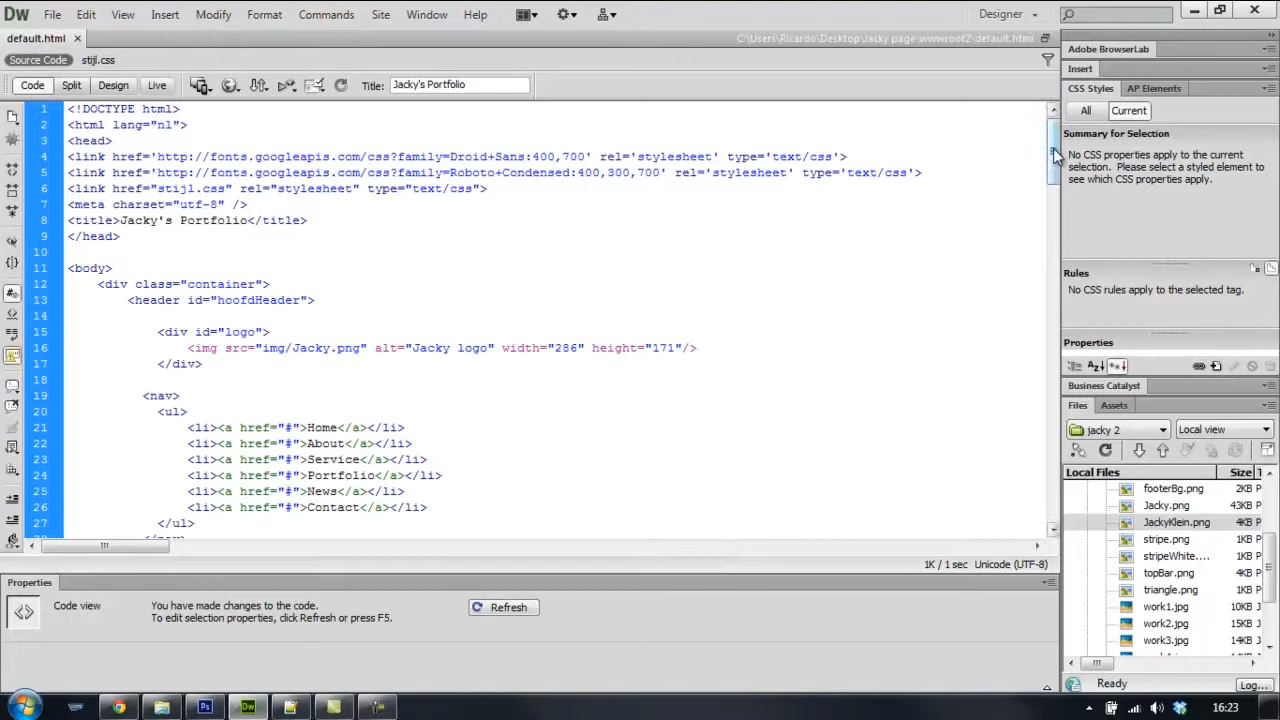 Dw File Edit View Insert Modify Format Commands Site Window Help Designer
default.html × C:\Users\Ricardo\Desktop\Jacky page\wwwroot2\default.html
Source Code stijl.css
Code Split Design Live Title: Jacky's Portfolio
1 <!DOCTYPE html>
2 <html lang="nl">
3 <head>
4 <link href='http://fonts.googleapis.com/css?family=Droid+Sans:400,700' rel='stylesheet' type='text/css'>
5 <link href='http://fonts.googleapis.com/css?family=Roboto+Condensed:400,300,700' rel='stylesheet' type='text/css'>
6 <link href="stijl.css" rel="stylesheet" type="text/css">
7 <meta charset="utf-8" />
8 <title>Jacky's Portfolio</title>
9 </head>
10
11 <body>
12 <div class="container">
13 <header id="hoofdHeader">
14
15 <div id="logo">
16 <img src="img/Jacky.png" alt="Jacky logo" width="286" height="171"/>
17 </div>
18
19 <nav>
20 <ul>
21 <li><a href="#">Home</a></li>
22 <li><a href="#">About</a></li>
23 <li><a href="#">Service</a></li>
24 <li><a href="#">Portfolio</a></li>
25 <li><a href="#">News</a></li>
26 <li><a href="#">Contact</a></li>
27 </ul>
1K / 1 sec Unicode (UTF-8)
Properties
Code view
You have made changes to the code.
To edit selection properties, click Refresh or press F5.
Refresh
Adobe BrowserLab
Insert
CSS Styles AP Elements
All Current
Summary for Selection
No CSS properties apply to the current
selection. Please select a styled element to
see which CSS properties apply.
Rules
No CSS rules apply to the selected tag.
Properties
Business Catalyst
Files Assets
jacky 2 Local view
Local Files Size T
footerBg.png 2KB P
Jacky.png 43KB P
JackyKlein.png 4KB P
stripe.png 1KB P
stripeWhite.... 1KB P
topBar.png 4KB P
triangle.png 1KB P
work1.jpg 10KB J
work2.jpg 15KB J
work3.jpg 14KB J
Ready Log...
Ps Dw 16:23